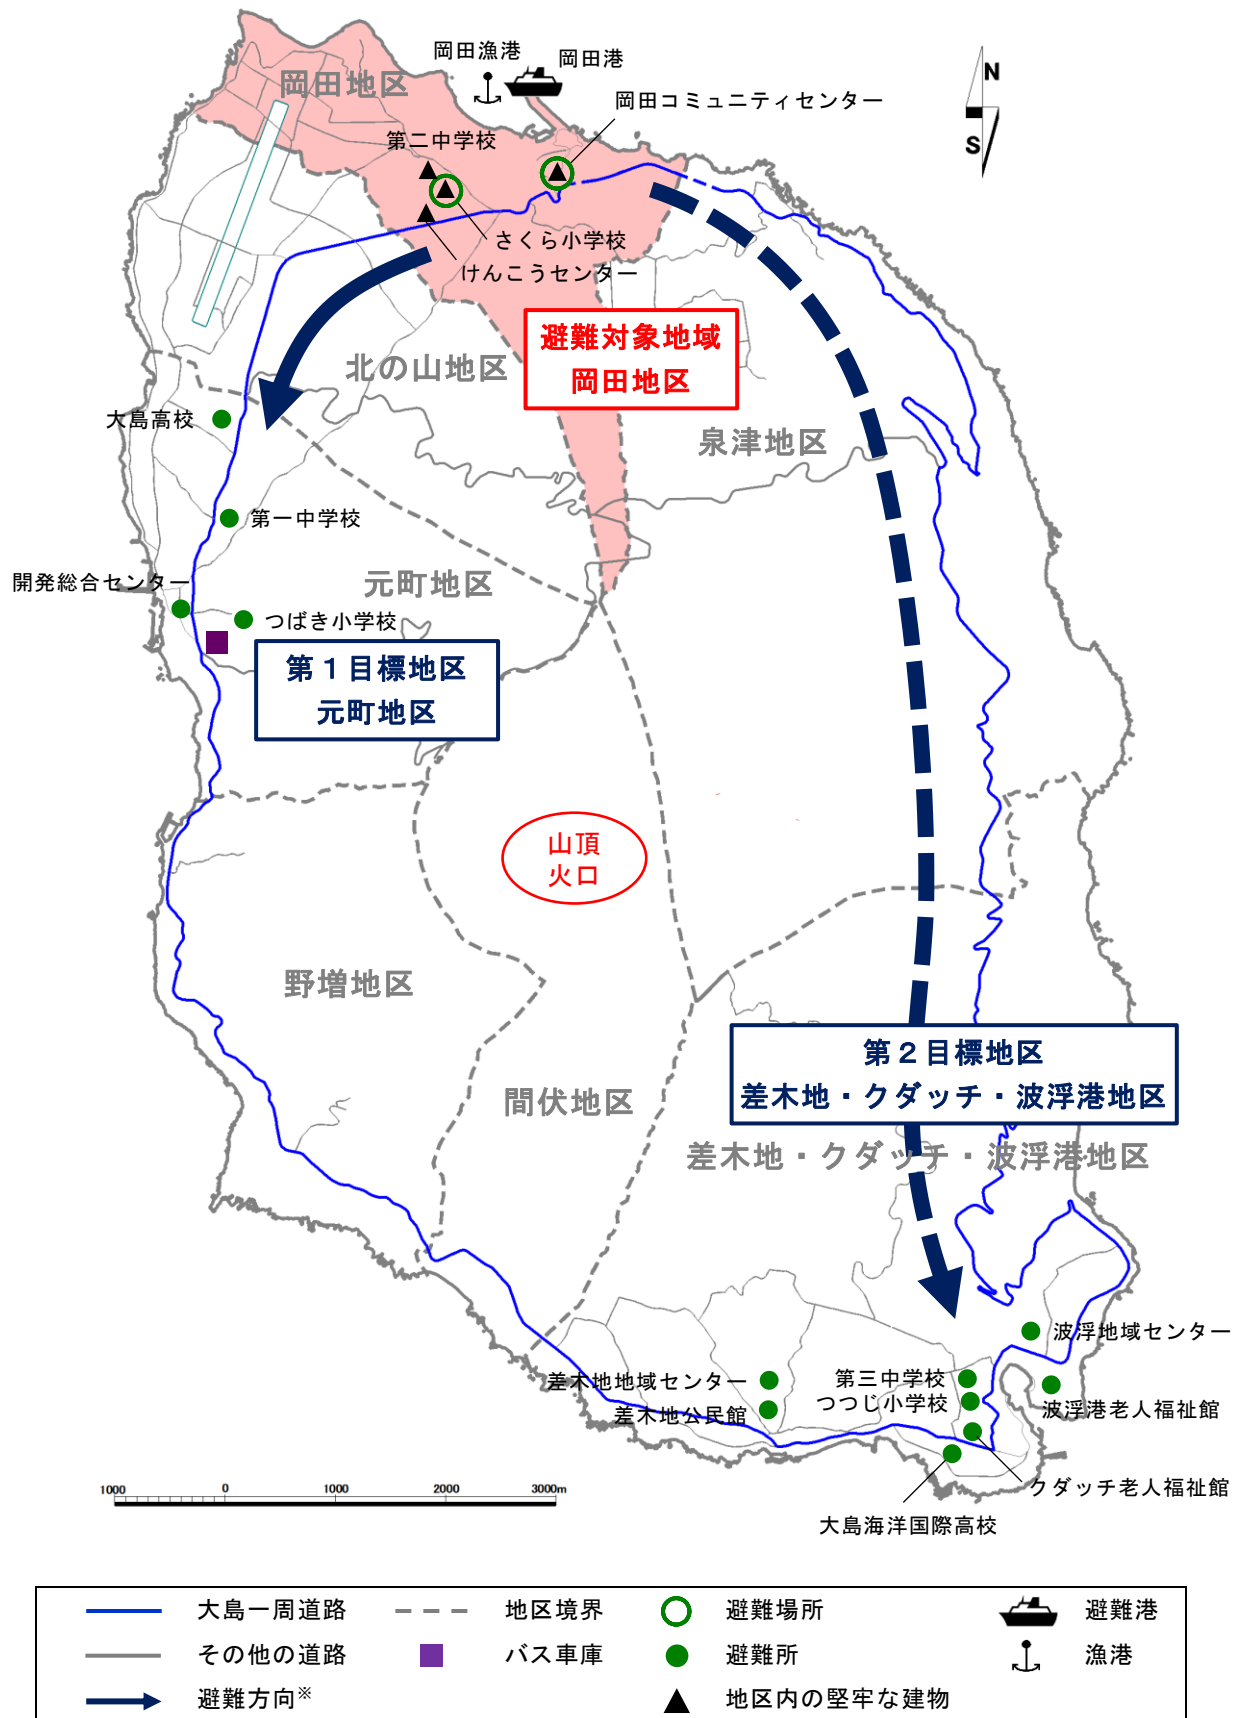 岡田漁港
岡田港
岡田地区
岡田コミュニティセンター
N
S
第二中学校
さくら小学校
けんこうセンター
避難対象地域
岡田地区
北の山地区
泉津地区
大島高校
第一中学校
開発総合センター
元町地区
つばき小学校
第1目標地区
元町地区
山頂
火口
野増地区
間伏地区
第2目標地区
差木地・クダッチ・波浮港地区
差木地・クダッチ・波浮港地区
波浮地域センター
差木地地域センター
第三中学校
つつじ小学校
差木地公民館
波浮港老人福祉館
クダッチ老人福祉館
大島海洋国際高校
1000 0 1000 2000 3000m
大島一周道路 地区境界 避難場所 避難港
その他の道路 バス車庫 避難所 漁港
避難方向※ 地区内の堅牢な建物